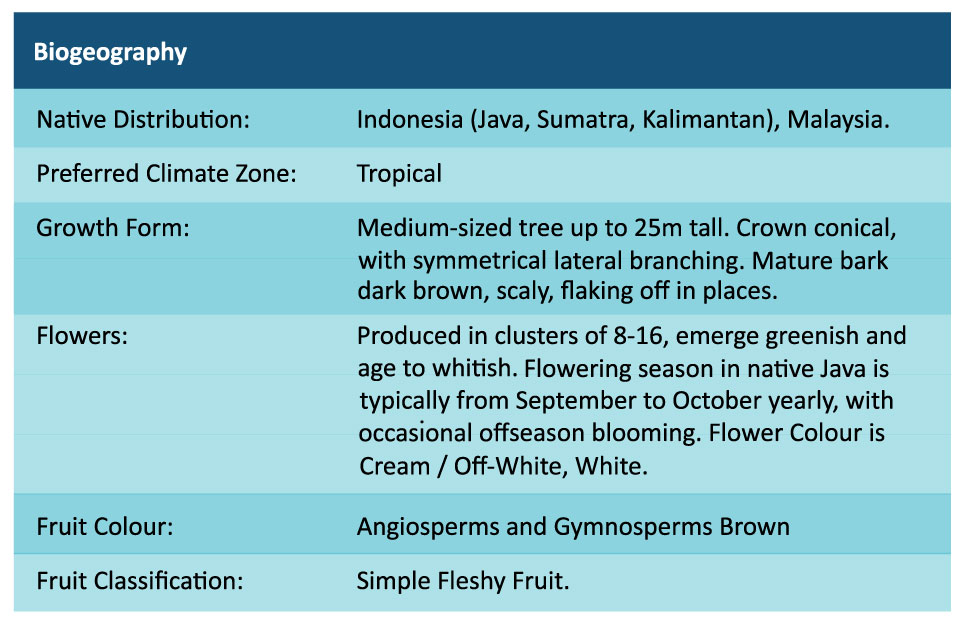 Biogeography
Native Distribution: Indonesia (Java, Sumatra, Kalimantan), Malaysia.
Preferred Climate Zone: Tropical
Growth Form: Medium-sized tree up to 25m tall. Crown conical,
with symmetrical lateral branching. Mature bark
dark brown, scaly, flaking off in places.
Flowers: Produced in clusters of 8-16, emerge greenish and
age to whitish. Flowering season in native Java is
typically from September to October yearly, with
occasional offseason blooming. Flower Colour is
Cream / Off-White, White.
Fruit Colour: Angiosperms and Gymnosperms Brown
Fruit Classification: Simple Fleshy Fruit.